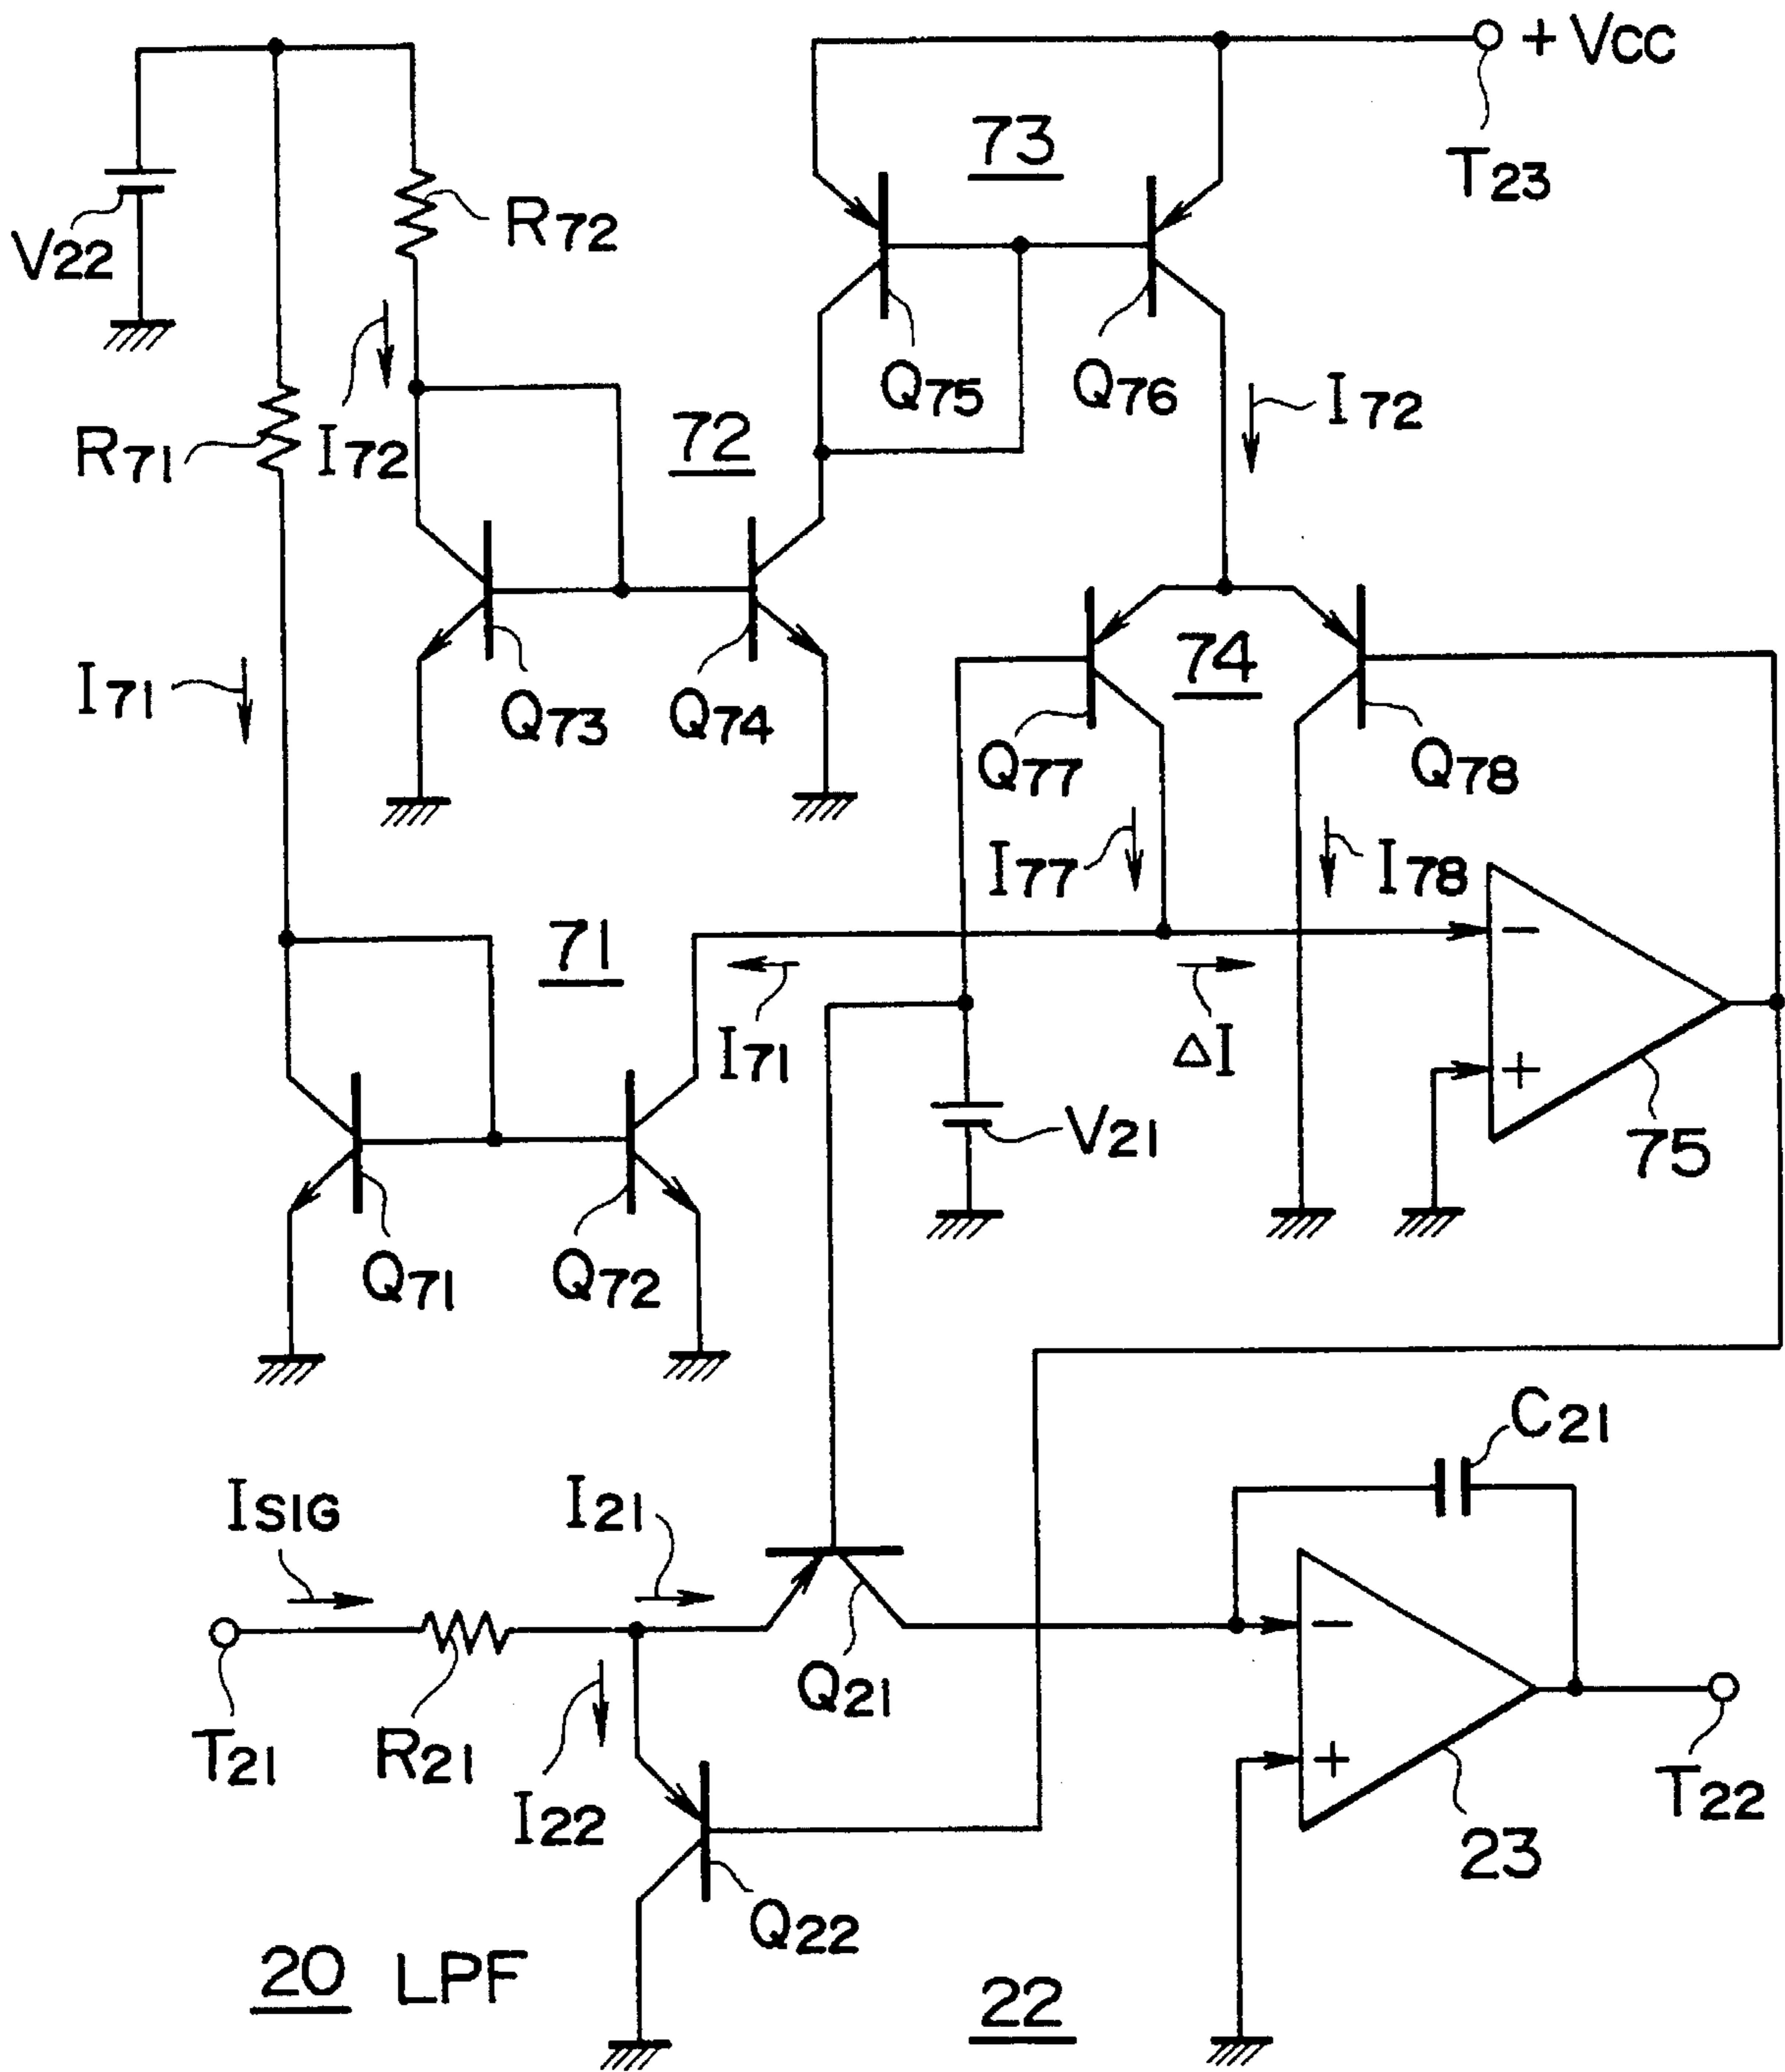 +VCC
73
T23
R72
V22
Q75
Q76
I72
I72
72
R71
74
I71
Q73
Q74
Q77
Q78
I77
I78
71
−
I71
ΔI
+
V21
75
Q71
Q72
C21
ISIG
I21
−
Q21
T21
R21
+
T22
I22
23
Q22
20 LPF
22